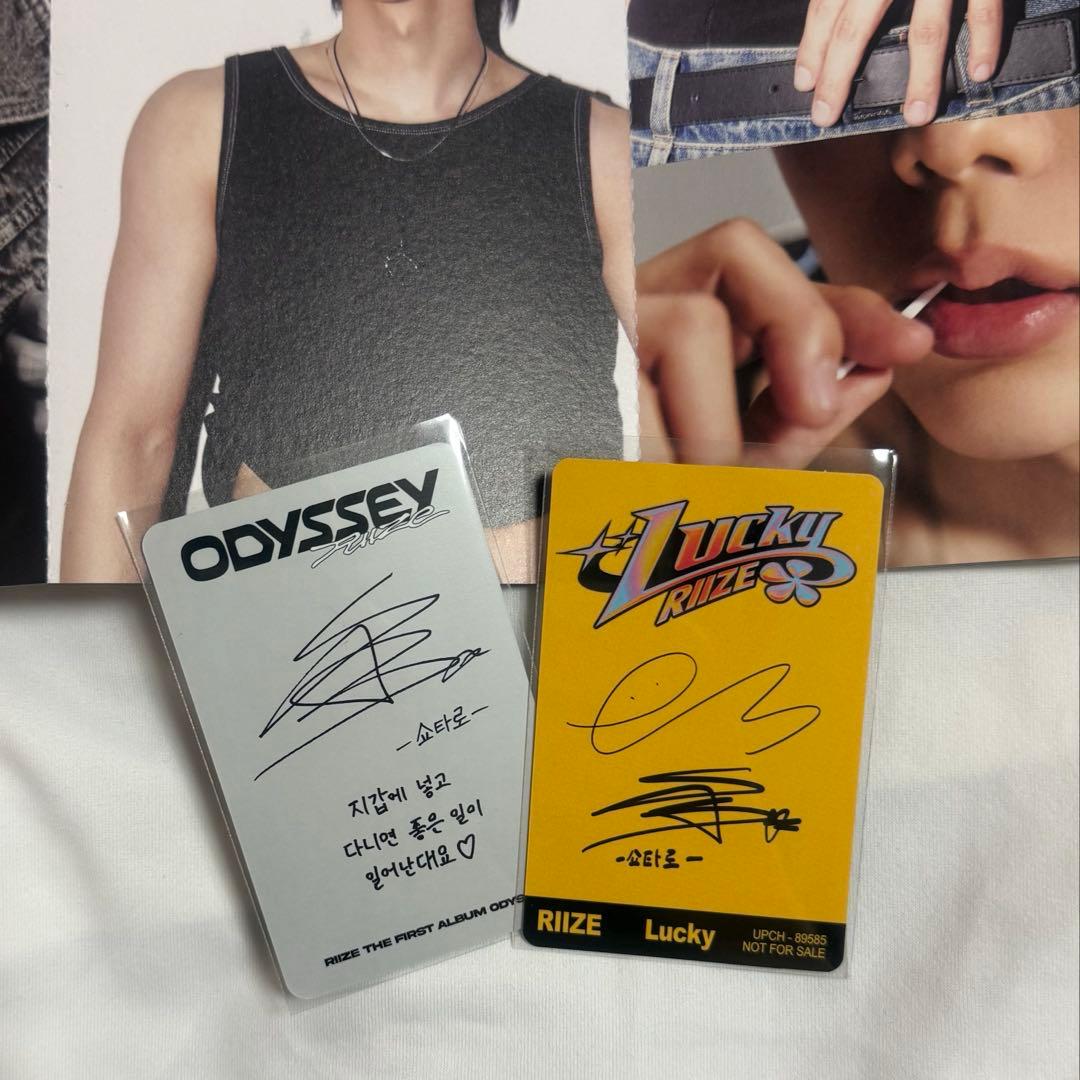 ODYSSEY
RIIZE
-쇼타로-
지갑에 넣고
다니면 좋은 일이
일어난대요♡
RIIZE THE FIRST ALBUM ODYS
Lucky
RIIZE
-쇼타로-
RIIZE Lucky
UPCH - 89585
NOT FOR SALE